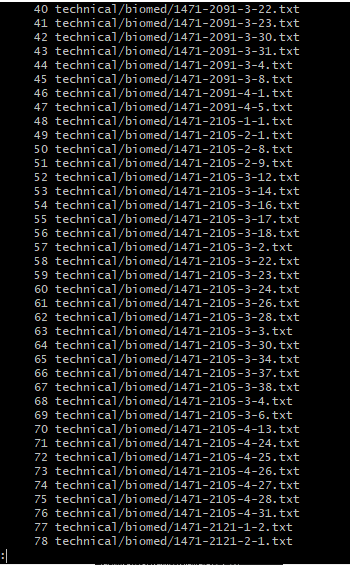 40 technical/biomed/1471-2091-3-22.txt
41 technical/biomed/1471-2091-3-23.txt
42 technical/biomed/1471-2091-3-30.txt
43 technical/biomed/1471-2091-3-31.txt
44 technical/biomed/1471-2091-3-4.txt
45 technical/biomed/1471-2091-3-8.txt
46 technical/biomed/1471-2091-4-1.txt
47 technical/biomed/1471-2091-4-5.txt
48 technical/biomed/1471-2105-1-1.txt
49 technical/biomed/1471-2105-2-1.txt
50 technical/biomed/1471-2105-2-8.txt
51 technical/biomed/1471-2105-2-9.txt
52 technical/biomed/1471-2105-3-12.txt
53 technical/biomed/1471-2105-3-14.txt
54 technical/biomed/1471-2105-3-16.txt
55 technical/biomed/1471-2105-3-17.txt
56 technical/biomed/1471-2105-3-18.txt
57 technical/biomed/1471-2105-3-2.txt
58 technical/biomed/1471-2105-3-22.txt
59 technical/biomed/1471-2105-3-23.txt
60 technical/biomed/1471-2105-3-24.txt
61 technical/biomed/1471-2105-3-26.txt
62 technical/biomed/1471-2105-3-28.txt
63 technical/biomed/1471-2105-3-3.txt
64 technical/biomed/1471-2105-3-30.txt
65 technical/biomed/1471-2105-3-34.txt
66 technical/biomed/1471-2105-3-37.txt
67 technical/biomed/1471-2105-3-38.txt
68 technical/biomed/1471-2105-3-4.txt
69 technical/biomed/1471-2105-3-6.txt
70 technical/biomed/1471-2105-4-13.txt
71 technical/biomed/1471-2105-4-24.txt
72 technical/biomed/1471-2105-4-25.txt
73 technical/biomed/1471-2105-4-26.txt
74 technical/biomed/1471-2105-4-27.txt
75 technical/biomed/1471-2105-4-28.txt
76 technical/biomed/1471-2105-4-31.txt
77 technical/biomed/1471-2121-1-2.txt
78 technical/biomed/1471-2121-2-1.txt
: